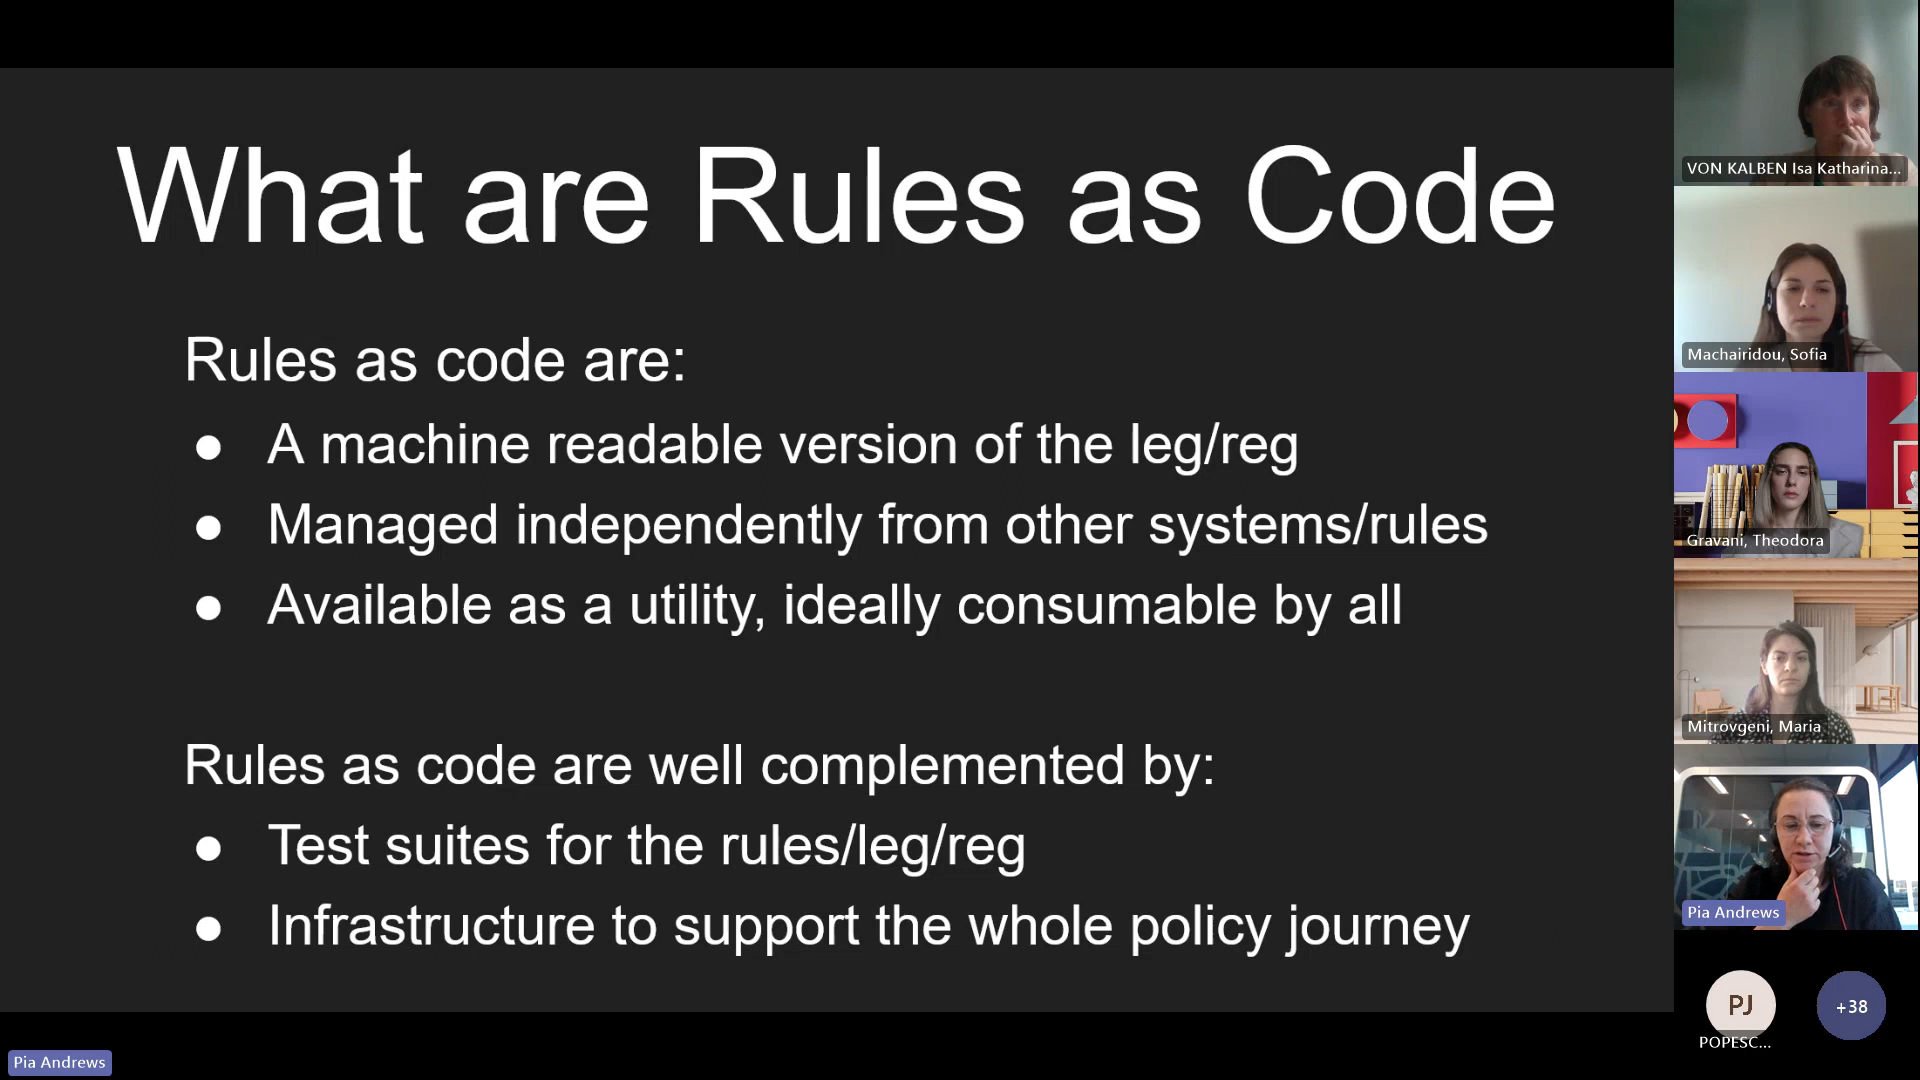 What are Rules as Code
Rules as code are:
● A machine readable version of the leg/reg
● Managed independently from other systems/rules
● Available as a utility, ideally consumable by all
Rules as code are well complemented by:
● Test suites for the rules/leg/reg
● Infrastructure to support the whole policy journey
VON KALBEN Isa Katharina...
Machairidou, Sofia
Gravani, Theodora
Mitrovgeni, Maria
Pia Andrews
PJ
+38
POPESC...
Pia Andrews